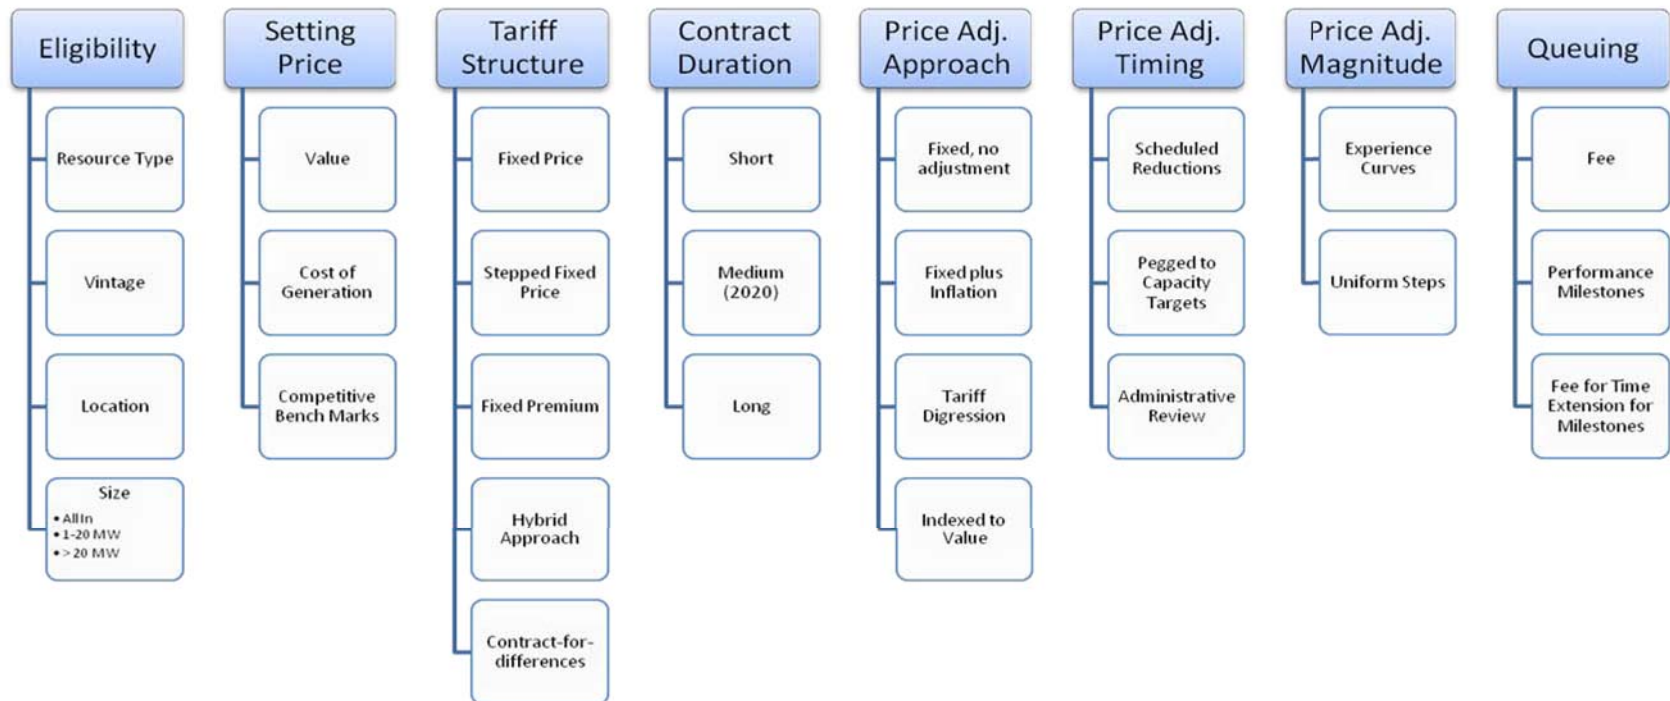 Eligibility
Resource Type
Vintage
Location
Size
• All In
• 1-20 MW
• > 20 MW
Setting
Price
Value
Cost of
Generation
Competitive
Bench Marks
Tariff
Structure
Fixed Price
Stepped Fixed
Price
Fixed Premium
Hybrid
Approach
Contract-for-
differences
Contract
Duration
Short
Medium
(2020)
Long
Price Adj.
Approach
Fixed, no
adjustment
Fixed plus
Inflation
Tariff
Digression
Indexed to
Value
Price Adj.
Timing
Scheduled
Reductions
Pegged to
Capacity
Targets
Administrative
Review
Price Adj.
Magnitude
Experience
Curves
Uniform Steps
Queuing
Fee
Performance
Milestones
Fee for Time
Extension for
Milestones